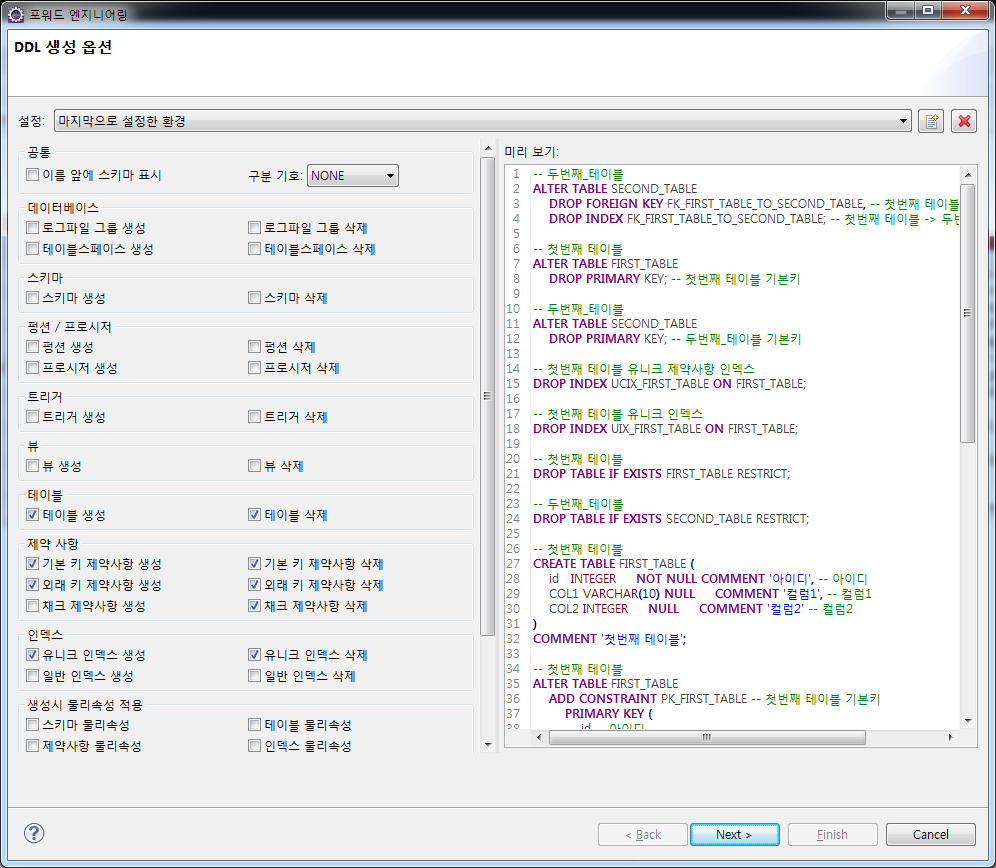 포워드 엔지니어링
DDL 생성 옵션
설정: 마지막으로 설정한 환경
공통
이름 앞에 스키마 표시 구분 기호: NONE
데이터베이스
로그파일 그룹 생성 로그파일 그룹 삭제
테이블스페이스 생성 테이블스페이스 삭제
스키마
스키마 생성 스키마 삭제
펑션 / 프로시저
펑션 생성 펑션 삭제
프로시저 생성 프로시저 삭제
트리거
트리거 생성 트리거 삭제
뷰
뷰 생성 뷰 삭제
테이블
테이블 생성 테이블 삭제
제약 사항
기본 키 제약사항 생성 기본 키 제약사항 삭제
외래 키 제약사항 생성 외래 키 제약사항 삭제
채크 제약사항 생성 채크 제약사항 삭제
인덱스
유니크 인덱스 생성 유니크 인덱스 삭제
일반 인덱스 생성 일반 인덱스 삭제
생성시 물리속성 적용
스키마 물리속성 테이블 물리속성
제약사항 물리속성 인덱스 물리속성
미리 보기:
1 -- 두번째_테이블
2 ALTER TABLE SECOND_TABLE
3 DROP FOREIGN KEY FK_FIRST_TABLE_TO_SECOND_TABLE, -- 첫번째 테이블
4 DROP INDEX FK_FIRST_TABLE_TO_SECOND_TABLE; -- 첫번째 테이블 -> 두번
5
6 -- 첫번째 테이블
7 ALTER TABLE FIRST_TABLE
8 DROP PRIMARY KEY; -- 첫번째 테이블 기본키
9
10 -- 두번째_테이블
11 ALTER TABLE SECOND_TABLE
12 DROP PRIMARY KEY; -- 두번째_테이블 기본키
13
14 -- 첫번째 테이블 유니크 제약사항 인덱스
15 DROP INDEX UCIX_FIRST_TABLE ON FIRST_TABLE;
16
17 -- 첫번째 테이블 유니크 인덱스
18 DROP INDEX UIX_FIRST_TABLE ON FIRST_TABLE;
19
20 -- 첫번째 테이블
21 DROP TABLE IF EXISTS FIRST_TABLE RESTRICT;
22
23 -- 두번째_테이블
24 DROP TABLE IF EXISTS SECOND_TABLE RESTRICT;
25
26 -- 첫번째 테이블
27 CREATE TABLE FIRST_TABLE (
28 id INTEGER NOT NULL COMMENT '아이디', -- 아이디
29 COL1 VARCHAR(10) NULL COMMENT '컬럼1', -- 컬럼1
30 COL2 INTEGER NULL COMMENT '컬럼2' -- 컬럼2
31 )
32 COMMENT '첫번째 테이블';
33
34 -- 첫번째 테이블
35 ALTER TABLE FIRST_TABLE
36 ADD CONSTRAINT PK_FIRST_TABLE -- 첫번째 테이블 기본키
37 PRIMARY KEY (
38 id -- 아이디
< Back Next > Finish Cancel